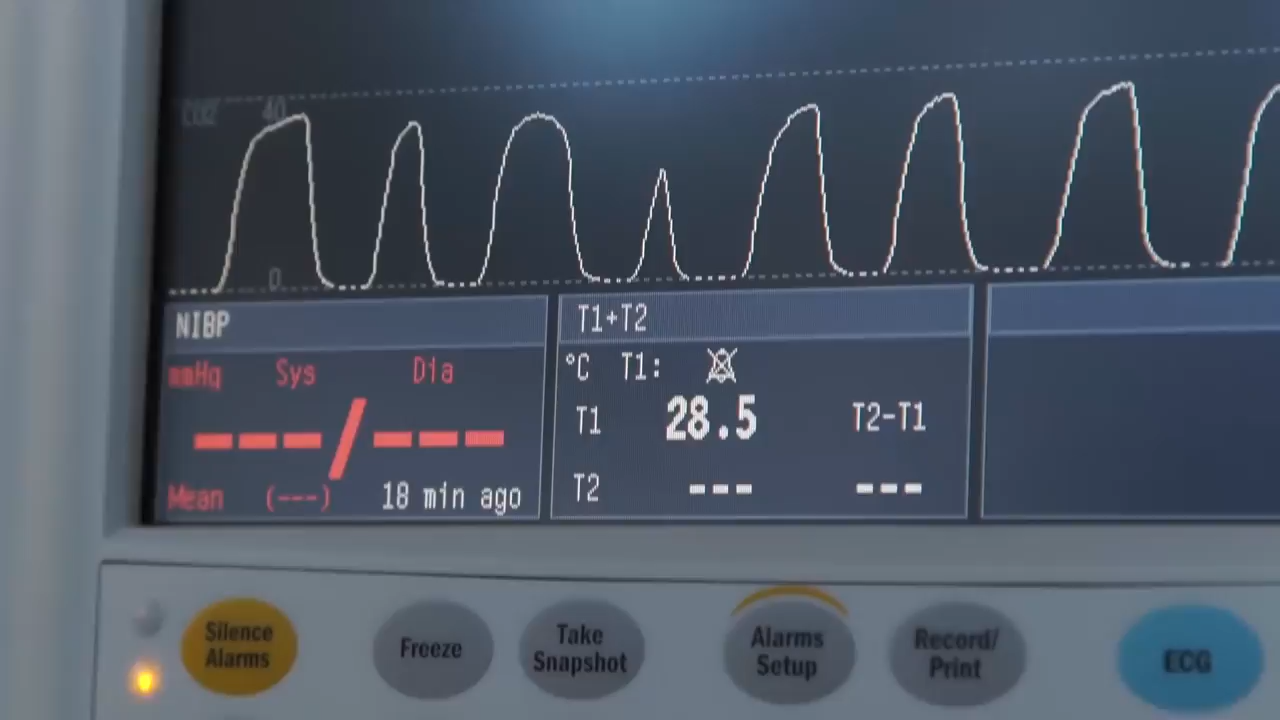 CO2 40
0
NIBP
mmHg Sys Dia
---/---
Mean (---) 18 min ago
T1+T2
°C T1:
T1 28.5 T2-T1
T2 --- ---
Silence Alarms
Freeze
Take Snapshot
Alarms Setup
Record/ Print
ECG